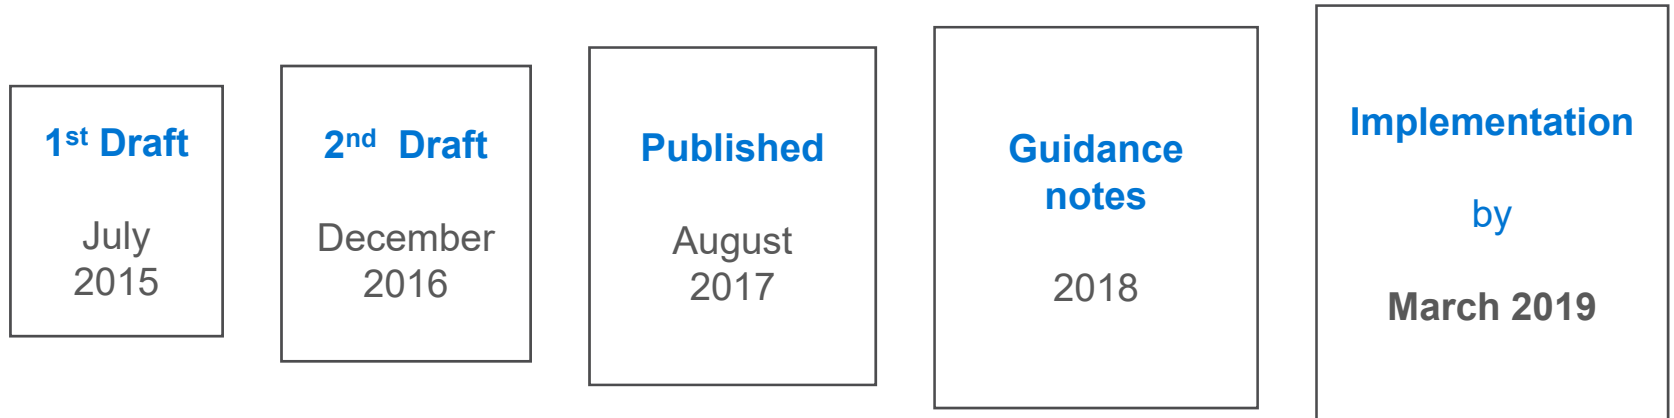 1st Draft
July
2015
2nd Draft
December
2016
Published
August
2017
Guidance
notes
2018
Implementation
by
March 2019